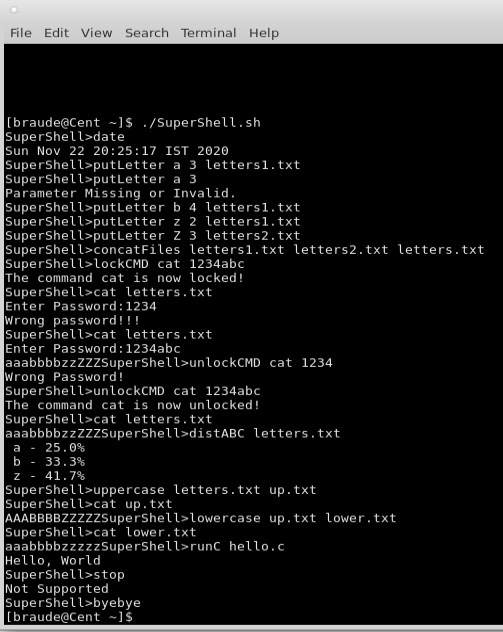 File Edit View Search Terminal Help
[braude@Cent ~]$ ./SuperShell.sh
SuperShell>date
Sun Nov 22 20:25:17 IST 2020
SuperShell>putLetter a 3 letters1.txt
SuperShell>putLetter a 3
Parameter Missing or Invalid.
SuperShell>putLetter b 4 letters1.txt
SuperShell>putLetter z 2 letters1.txt
SuperShell>putLetter Z 3 letters2.txt
SuperShell>concatFiles letters1.txt letters2.txt letters.txt
SuperShell>lockCMD cat 1234abc
The command cat is now locked!
SuperShell>cat letters.txt
Enter Password:1234
Wrong password!!!
SuperShell>cat letters.txt
Enter Password:1234abc
aaabbbbzzZZZSuperShell>unlockCMD cat 1234
Wrong Password!
SuperShell>unlockCMD cat 1234abc
The command cat is now unlocked!
SuperShell>cat letters.txt
aaabbbbzzZZZSuperShell>distABC letters.txt
 a - 25.0%
 b - 33.3%
 z - 41.7%
SuperShell>uppercase letters.txt up.txt
SuperShell>cat up.txt
AAABBBBZZZZZSuperShell>lowercase up.txt lower.txt
SuperShell>cat lower.txt
aaabbbbzzzzzSuperShell>runC hello.c
Hello, World
SuperShell>stop
Not Supported
SuperShell>byebye
[braude@Cent ~]$